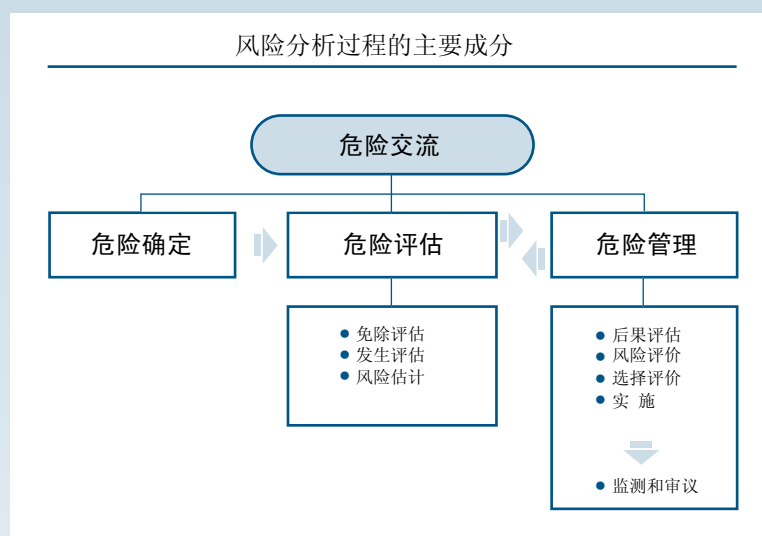 风险分析过程的主要成分
危险交流
危险确定
危险评估
危险管理
● 免除评估
● 发生评估
● 风险估计
● 后果评估
● 风险评价
● 选择评价
● 实 施
● 监测和审议